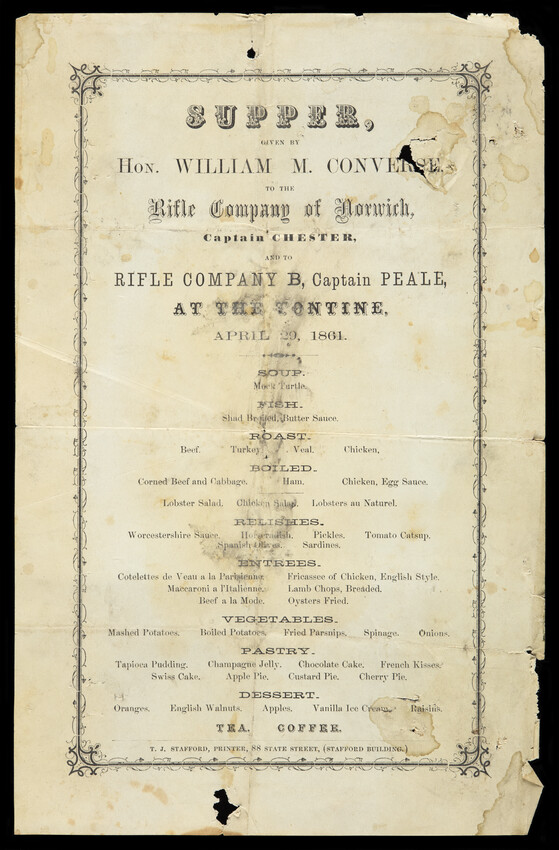 SUPPER,
GIVEN BY
HON. WILLIAM M. CONVERSE.
TO THE
Rifle Company of Norwich,
Captain CHESTER,
AND TO
RIFLE COMPANY B, Captain PEALE,
AT THE TONTINE,
APRIL 29, 1861.
SOUP.
Mock Turtle.
FISH.
Shad Broiled, Butter Sauce.
ROAST.
Beef. Turkey. Veal. Chicken,
BOILED.
Corned Beef and Cabbage. Ham. Chicken, Egg Sauce.
Lobster Salad. Chicken Salad. Lobsters au Naturel.
RELISHES.
Worcestershire Sauce. Horseradish. Pickles. Tomato Catsup.
Spanish Olives. Sardines.
ENTREES.
Cotelettes de Veau a la Parisienne. Fricassee of Chicken, English Style.
Maccaroni a l'Italienne. Lamb Chops, Breaded.
Beef a la Mode. Oysters Fried.
VEGETABLES.
Mashed Potatoes. Boiled Potatoes. Fried Parsnips. Spinage. Onions.
PASTRY.
Tapioca Pudding. Champagne Jelly. Chocolate Cake. French Kisses.
Swiss Cake. Apple Pie. Custard Pie. Cherry Pie.
DESSERT.
Oranges. English Walnuts. Apples. Vanilla Ice Cream. Raisins.
TEA. COFFEE.
T. J. STAFFORD, PRINTER, 88 STATE STREET, (STAFFORD BUILDING.)